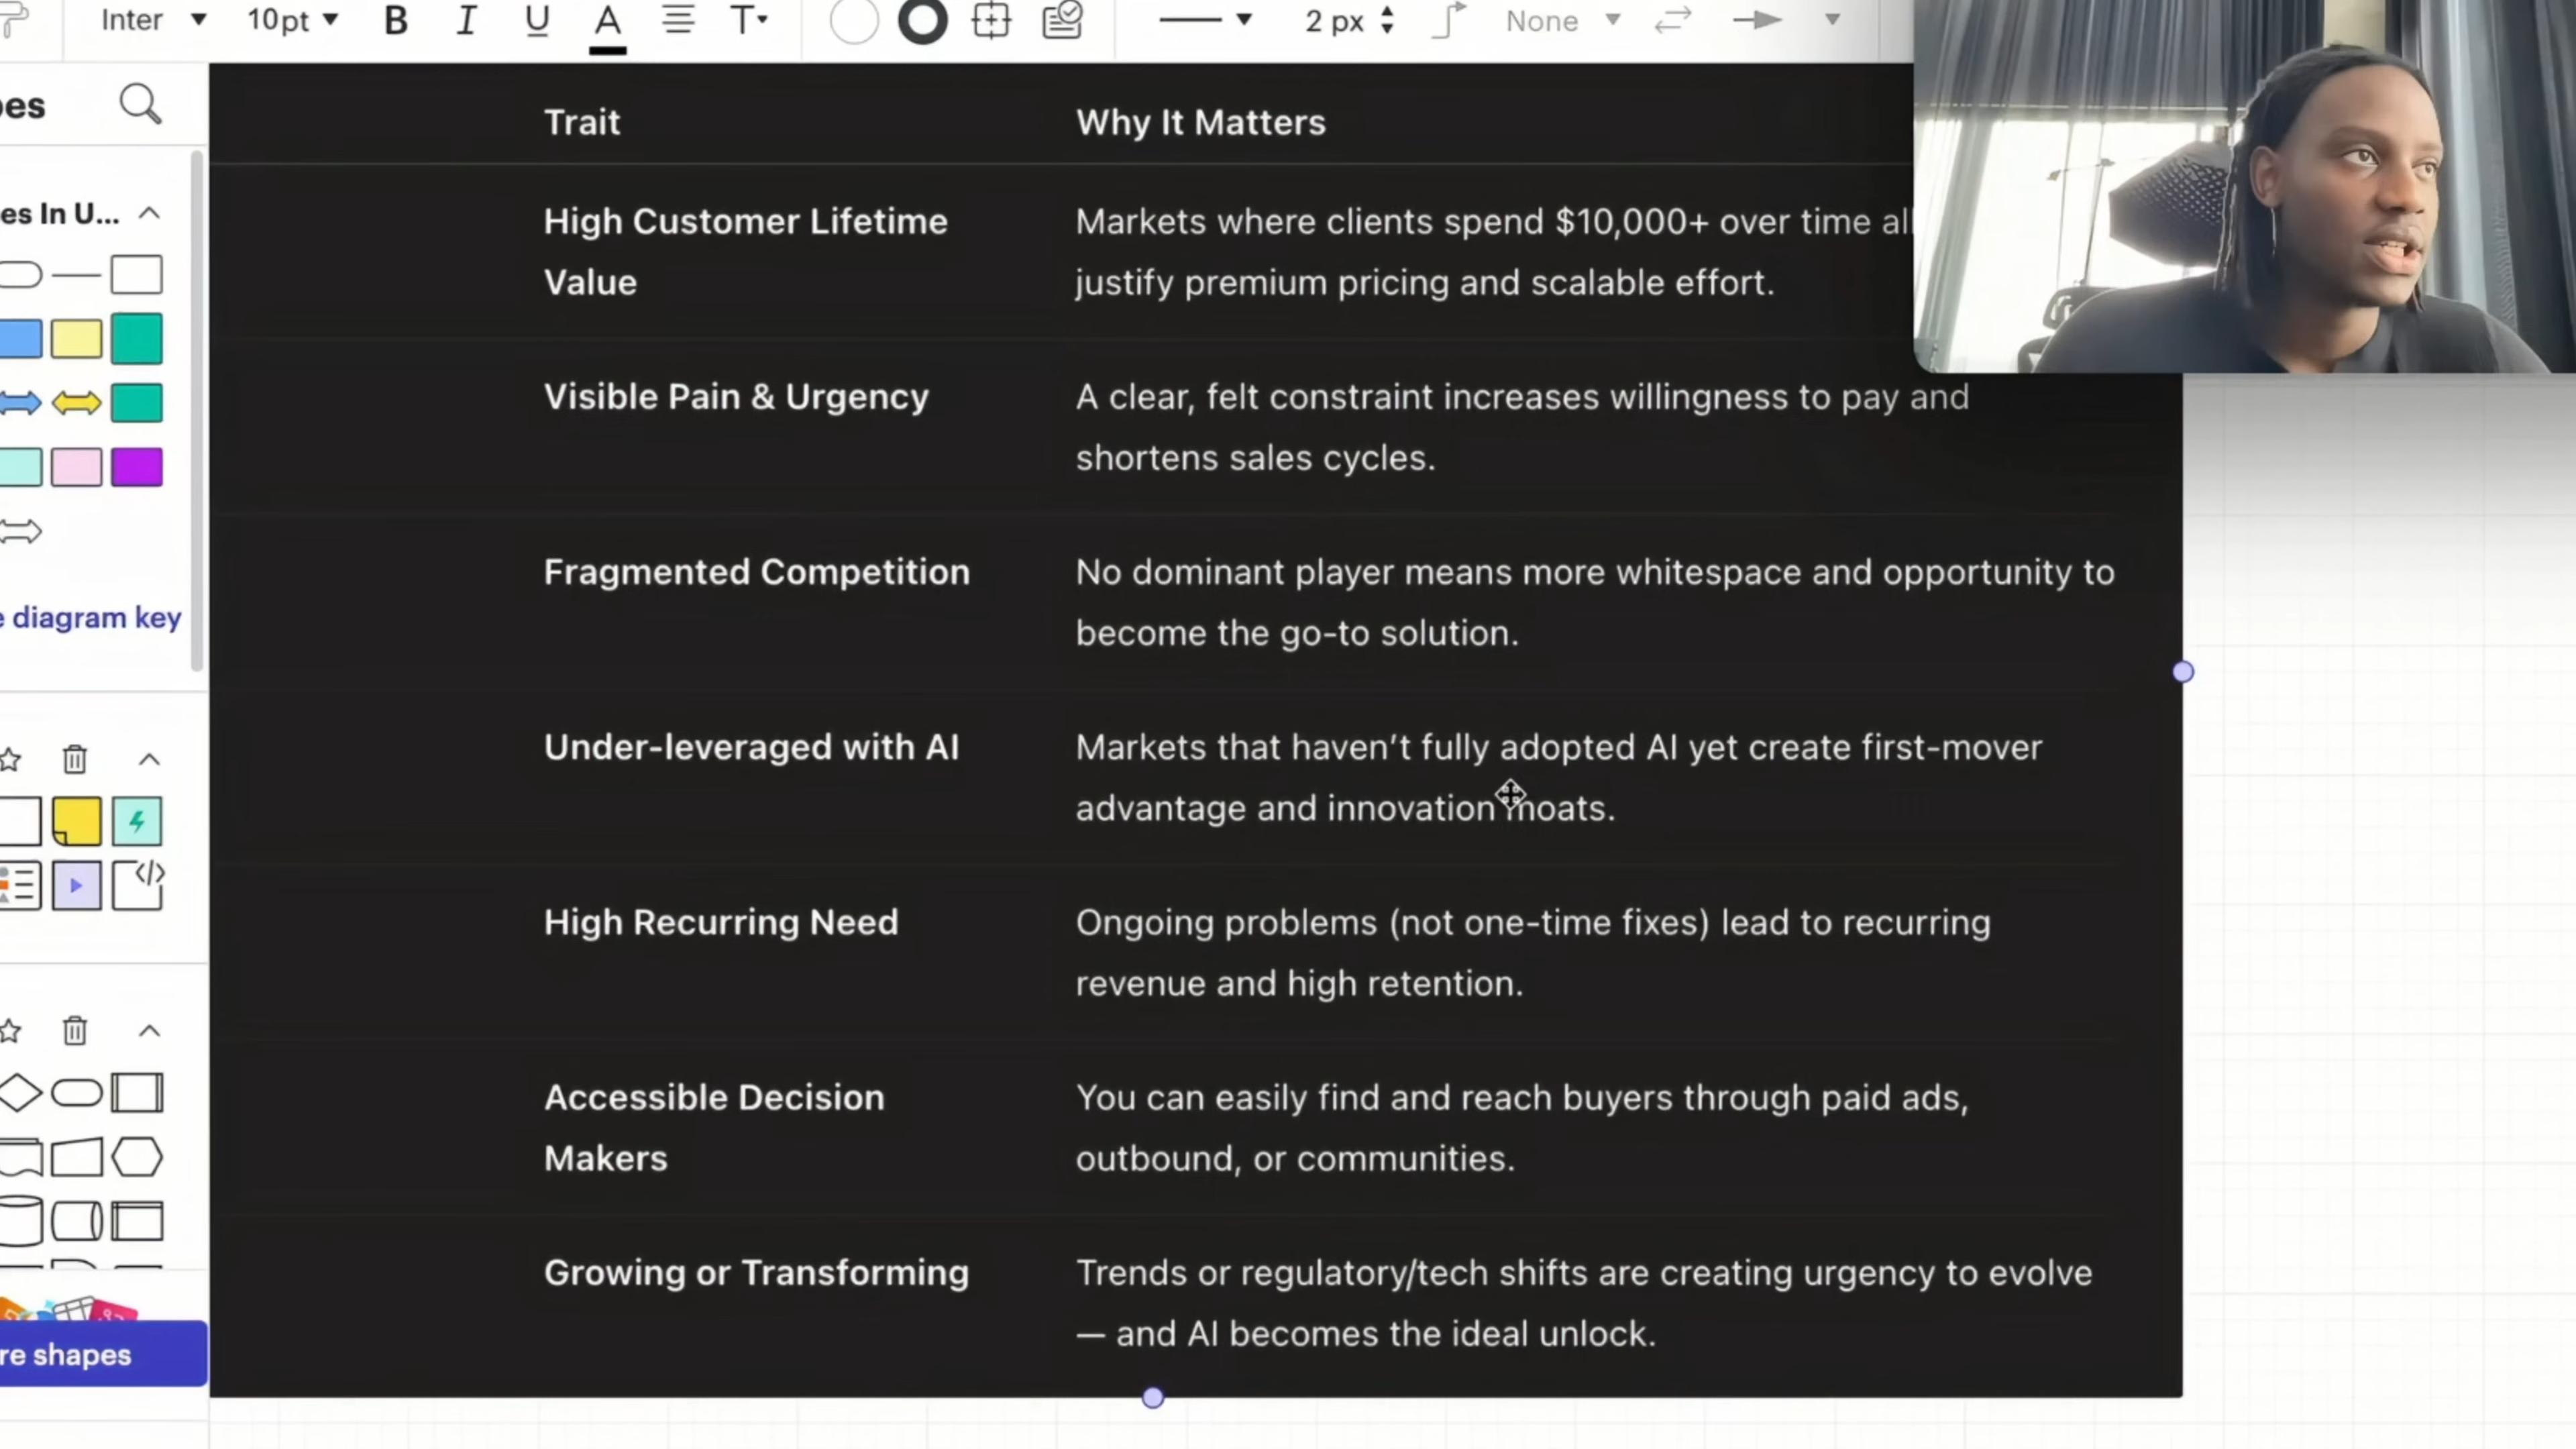 Inter 10pt B I U A T 2 px None
pes
es In U...
e diagram key
re shapes
Trait Why It Matters
High Customer Lifetime
Value
Markets where clients spend $10,000+ over time
justify premium pricing and scalable effort.
Visible Pain & Urgency
A clear, felt constraint increases willingness to pay and
shortens sales cycles.
Fragmented Competition
No dominant player means more whitespace and opportunity to
become the go-to solution.
Under-leveraged with AI
Markets that haven't fully adopted AI yet create first-mover
advantage and innovation moats.
High Recurring Need
Ongoing problems (not one-time fixes) lead to recurring
revenue and high retention.
Accessible Decision
Makers
You can easily find and reach buyers through paid ads,
outbound, or communities.
Growing or Transforming
Trends or regulatory/tech shifts are creating urgency to evolve
— and AI becomes the ideal unlock.